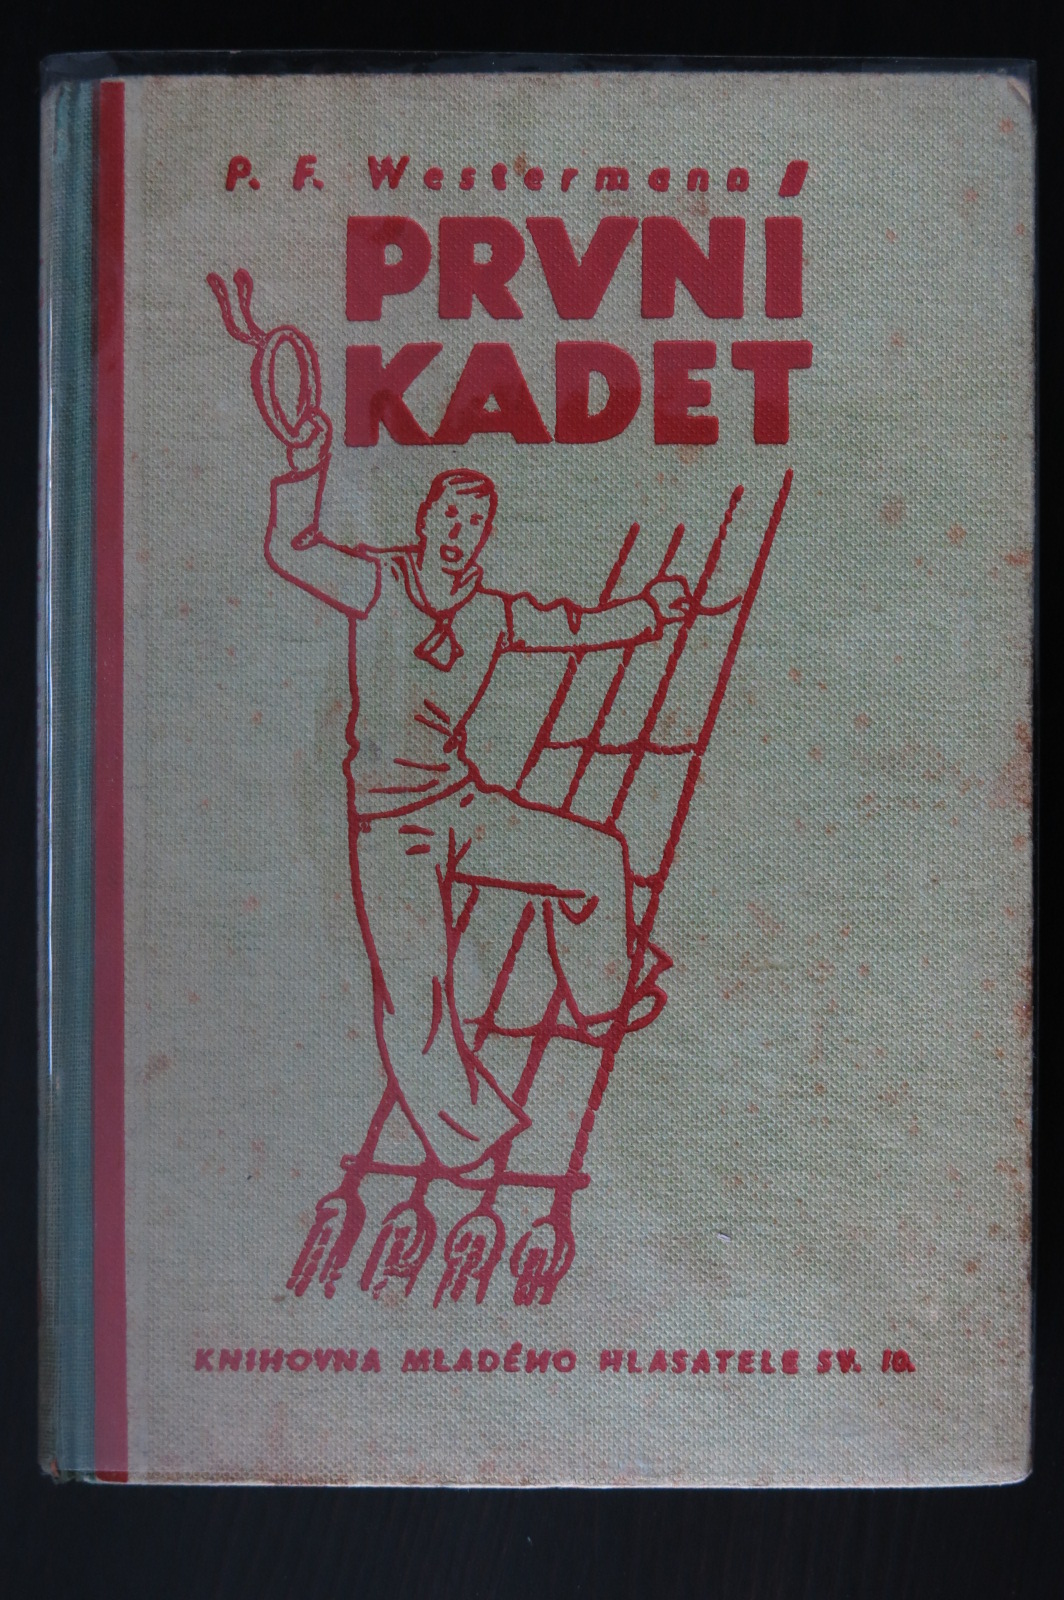 P. F. Westermann
PRVNÍ
KADET
KNIHOVNA MLADÉHO HLASATELE SV. 10.